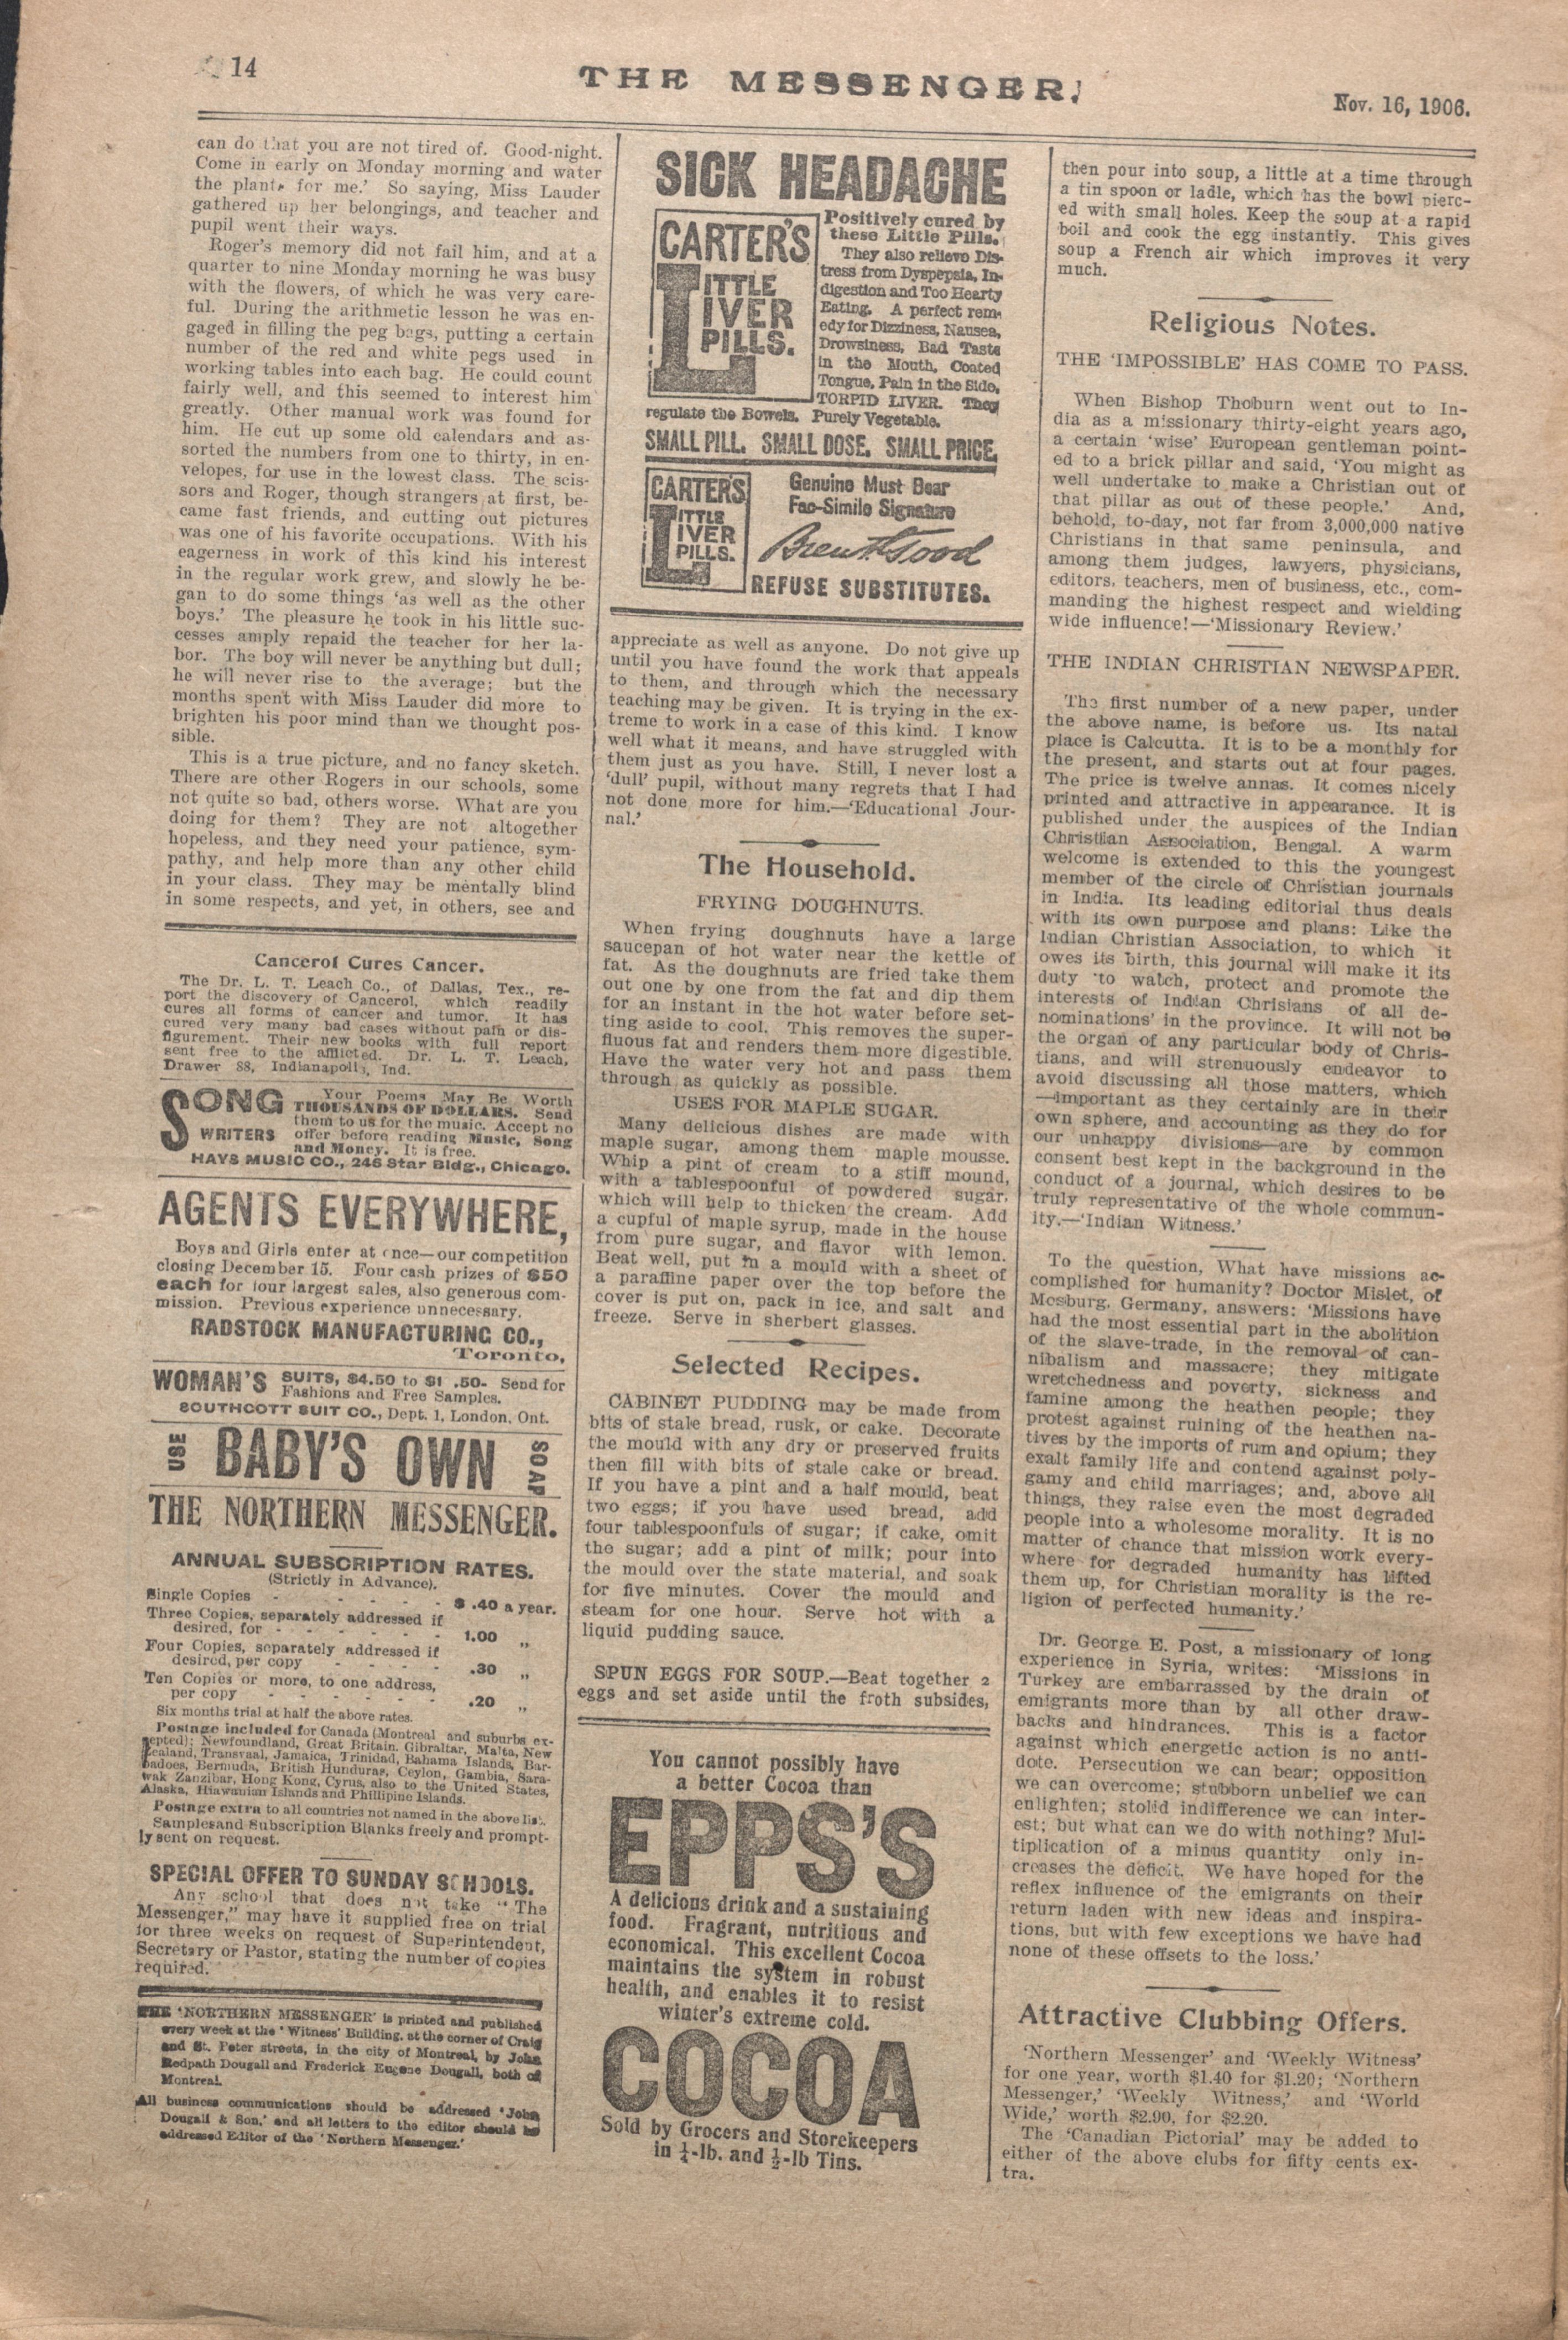 14
THE MESSENGER.
Nov. 16, 1906.
can do that you are not tired of. Good-night.
Come in early on Monday morning and water
the plants for me.' So saying, Miss Lauder
gathered up her belongings, and teacher and
pupil went their ways.
Roger's memory did not fail him, and at a
quarter to nine Monday morning he was busy
with the flowers, of which he was very care-
ful. During the arithmetic lesson he was en-
gaged in filling the peg bags, putting a certain
number of the red and white pegs used in
working tables into each bag. He could count
fairly well, and this seemed to interest him
greatly. Other manual work was found for
him. He cut up some old calendars and as-
sorted the numbers from one to thirty, in en-
velopes, for use in the lowest class. The scis-
sors and Roger, though strangers at first, be-
came fast friends, and cutting out pictures
was one of his favorite occupations. With his
eagerness in work of this kind his interest
in the regular work grew, and slowly he be-
gan to do some things 'as well as the other
boys.' The pleasure he took in his little suc-
cesses amply repaid the teacher for her la-
bor. The boy will never be anything but dull;
he will never rise to the average; but the
months spent with Miss Lauder did more to
brighten his poor mind than we thought pos-
sible.
This is a true picture, and no fancy sketch.
There are other Rogers in our schools, some
not quite so bad, others worse. What are you
doing for them? They are not altogether
hopeless, and they need your patience, sym-
pathy, and help more than any other child
in your class. They may be mentally blind
in some respects, and yet, in others, see and
Cancerol Cures Cancer.
The Dr. L. T. Leach Co., of Dallas, Tex., re-
port the discovery of Cancerol, which readily
cures all forms of cancer and tumor. It has
cured very many bad cases without pain or dis-
figurement. Their new books with full report
sent free to the afflicted. Dr. L. T. Leach,
Drawer 88, Indianapolis, Ind.
SONG WRITERS
Your Poems May Be Worth
THOUSANDS OF DOLLARS. Send
them to us for the music. Accept no
offer before reading Music, Song
and Money. It is free.
HAYS MUSIC CO., 246 Star Bldg., Chicago.
AGENTS EVERYWHERE,
Boys and Girls enter at once—our competition
closing December 15. Four cash prizes of $50
each for four largest sales, also generous com-
mission. Previous experience unnecessary.
RADSTOCK MANUFACTURING CO.,
Toronto,
WOMAN'S SUITS, $4.50 to $1 .50- Send for
Fashions and Free Samples.
SOUTHCOTT SUIT CO., Dept. 1, London, Ont.
USE BABY'S OWN SOAP
THE NORTHERN MESSENGER.
ANNUAL SUBSCRIPTION RATES.
(Strictly in Advance).
Single Copies - - - - - $ .40 a year.
Three Copies, separately addressed if
desired, for - - - - - - 1.00 "
Four Copies, separately addressed if
desired, per copy - - - - .30 "
Ten Copies or more, to one address,
per copy - - - - - - .20 "
Six months trial at half the above rates.
Postage included for Canada (Montreal and suburbs ex-
cepted); Newfoundland, Great Britain, Gibraltar, Malta, New
Zealand, Transvaal, Jamaica, Trinidad, Bahama Islands, Bar-
badoes, Bermuda, British Hunduras, Ceylon, Gambia, Sara-
wak Zanzibar, Hong Kong, Cyrus, also to the United States,
Alaska, Hiawanian Islands and Phillipine Islands.
Postage extra to all countries not named in the above list.
Samples and Subscription Blanks freely and prompt-
ly sent on request.
SPECIAL OFFER TO SUNDAY SCHOOLS.
Any school that does not take "The
Messenger," may have it supplied free on trial
for three weeks on request of Superintendent,
Secretary or Pastor, stating the number of copies
required.
THE 'NORTHERN MESSENGER' is printed and published
every week at the 'Witness' Building, at the corner of Craig
and St. Peter streets, in the city of Montreal, by John
Redpath Dougall and Frederick Eugene Dougall, both of
Montreal.
All business communications should be addressed 'John
Dougall & Son,' and all letters to the editor should be
addressed Editor of the 'Northern Messenger.'
SICK HEADACHE
CARTER'S LITTLE LIVER PILLS.
Positively cured by
these Little Pills.
They also relieve Dis-
tress from Dyspepsia, In-
digestion and Too Hearty
Eating. A perfect rem-
edy for Dizziness, Nausea,
Drowsiness, Bad Taste
in the Mouth, Coated
Tongue, Pain in the Side,
TORPID LIVER. They
regulate the Bowels. Purely Vegetable.
SMALL PILL. SMALL DOSE. SMALL PRICE.
CARTER'S LITTLE LIVER PILLS.
Genuine Must Bear
Fac-Simile Signature
Brent Good
REFUSE SUBSTITUTES.
appreciate as well as anyone. Do not give up
until you have found the work that appeals
to them, and through which the necessary
teaching may be given. It is trying in the ex-
treme to work in a case of this kind. I know
well what it means, and have struggled with
them just as you have. Still, I never lost a
'dull' pupil, without many regrets that I had
not done more for him.—'Educational Jour-
nal.'
The Household.
FRYING DOUGHNUTS.
When frying doughnuts have a large
saucepan of hot water near the kettle of
fat. As the doughnuts are fried take them
out one by one from the fat and dip them
for an instant in the hot water before set-
ting aside to cool. This removes the super-
fluous fat and renders them more digestible.
Have the water very hot and pass them
through as quickly as possible.
USES FOR MAPLE SUGAR.
Many delicious dishes are made with
maple sugar, among them maple mousse.
Whip a pint of cream to a stiff mound,
with a tablespoonful of powdered sugar,
which will help to thicken the cream. Add
a cupful of maple syrup, made in the house
from pure sugar, and flavor with lemon.
Beat well, put in a mould with a sheet of
a paraffine paper over the top before the
cover is put on, pack in ice, and salt and
freeze. Serve in sherbert glasses.
Selected Recipes.
CABINET PUDDING may be made from
bits of stale bread, rusk, or cake. Decorate
the mould with any dry or preserved fruits
then fill with bits of stale cake or bread.
If you have a pint and a half mould, beat
two eggs; if you have used bread, add
four tablespoonfuls of sugar; if cake, omit
the sugar; add a pint of milk; pour into
the mould over the state material, and soak
for five minutes. Cover the mould and
steam for one hour. Serve hot with a
liquid pudding sauce.
SPUN EGGS FOR SOUP.—Beat together 2
eggs and set aside until the froth subsides,
You cannot possibly have
a better Cocoa than
EPPS'S
A delicious drink and a sustaining
food. Fragrant, nutritious and
economical. This excellent Cocoa
maintains the system in robust
health, and enables it to resist
winter's extreme cold.
COCOA
Sold by Grocers and Storekeepers
in ¼-lb. and ½-lb Tins.
then pour into soup, a little at a time through
a tin spoon or ladle, which has the bowl pierc-
ed with small holes. Keep the soup at a rapid
boil and cook the egg instantly. This gives
soup a French air which improves it very
much.
Religious Notes.
THE 'IMPOSSIBLE' HAS COME TO PASS.
When Bishop Thoburn went out to In-
dia as a missionary thirty-eight years ago,
a certain 'wise' European gentleman point-
ed to a brick pillar and said, 'You might as
well undertake to make a Christian out of
that pillar as out of these people.' And,
behold, to-day, not far from 3,000,000 native
Christians in that same peninsula, and
among them judges, lawyers, physicians,
editors, teachers, men of business, etc., com-
manding the highest respect and wielding
wide influence!—'Missionary Review.'
THE INDIAN CHRISTIAN NEWSPAPER.
The first number of a new paper, under
the above name, is before us. Its natal
place is Calcutta. It is to be a monthly for
the present, and starts out at four pages.
The price is twelve annas. It comes nicely
printed and attractive in appearance. It is
published under the auspices of the Indian
Christian Association, Bengal. A warm
welcome is extended to this the youngest
member of the circle of Christian journals
in India. Its leading editorial thus deals
with its own purpose and plans: Like the
Indian Christian Association, to which it
owes its birth, this journal will make it its
duty 'to watch, protect and promote the
interests of Indian Chrisians of all de-
nominations' in the province. It will not be
the organ of any particular body of Chris-
tians, and will strenuously endeavor to
avoid discussing all those matters, which
—important as they certainly are in their
own sphere, and accounting as they do for
our unhappy divisions—are by common
consent best kept in the background in the
conduct of a journal, which desires to be
truly representative of the whole commun-
ity.—'Indian Witness.'
To the question, What have missions ac-
complished for humanity? Doctor Mislet, of
Mosburg, Germany, answers: 'Missions have
had the most essential part in the abolition
of the slave-trade, in the removal of can-
nibalism and massacre; they mitigate
wretchedness and poverty, sickness and
famine among the heathen people; they
protest against ruining of the heathen na-
tives by the imports of rum and opium; they
exalt family life and contend against poly-
gamy and child marriages; and, above all
things, they raise even the most degraded
people into a wholesome morality. It is no
matter of chance that mission work every-
where for degraded humanity has lifted
them up, for Christian morality is the re-
ligion of perfected humanity.'
Dr. George E. Post, a missionary of long
experience in Syria, writes: 'Missions in
Turkey are embarrassed by the drain of
emigrants more than by all other draw-
backs and hindrances. This is a factor
against which energetic action is no anti-
dote. Persecution we can bear; opposition
we can overcome; stubborn unbelief we can
enlighten; stolid indifference we can inter-
est; but what can we do with nothing? Mul-
tiplication of a minus quantity only in-
creases the deficit. We have hoped for the
reflex influence of the emigrants on their
return laden with new ideas and inspira-
tions, but with few exceptions we have had
none of these offsets to the loss.'
Attractive Clubbing Offers.
'Northern Messenger' and 'Weekly Witness'
for one year, worth $1.40 for $1.20; 'Northern
Messenger,' 'Weekly Witness,' and 'World
Wide,' worth $2.90, for $2.20.
The 'Canadian Pictorial' may be added to
either of the above clubs for fifty cents ex-
tra.